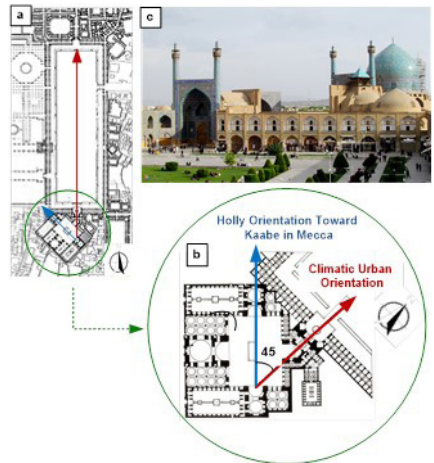 a
c
Holly Orientation Toward
Kaabe in Mecca
b
Climatic Urban
Orientation
45